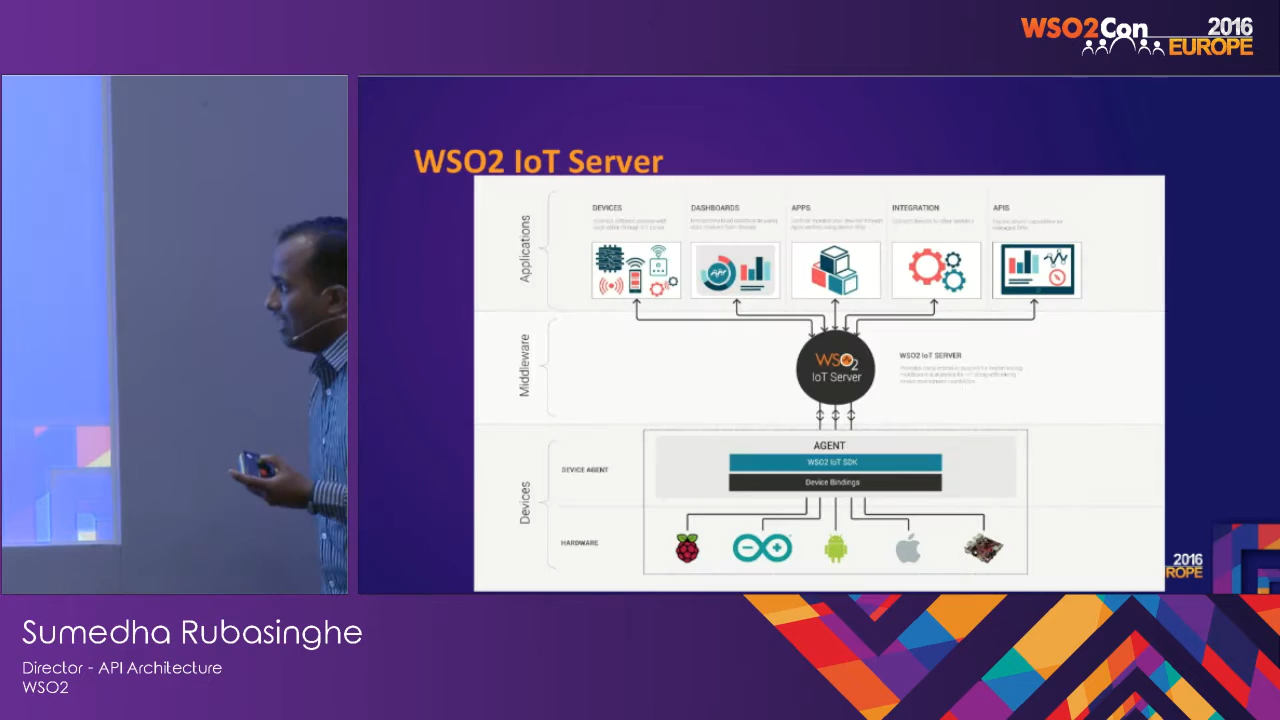 WSO2Con 2016
EUROPE
WSO2 IoT Server
Applications
DEVICES
DASHBOARDS
APPS
INTEGRATION
APIS
Middleware
WSO2
IoT Server
WSO2 IoT SERVER
Devices
DEVICE AGENT
AGENT
WSO2 IoT SDK
Device Bindings
HARDWARE
2016
ROPE
Sumedha Rubasinghe
Director - API Architecture
WSO2